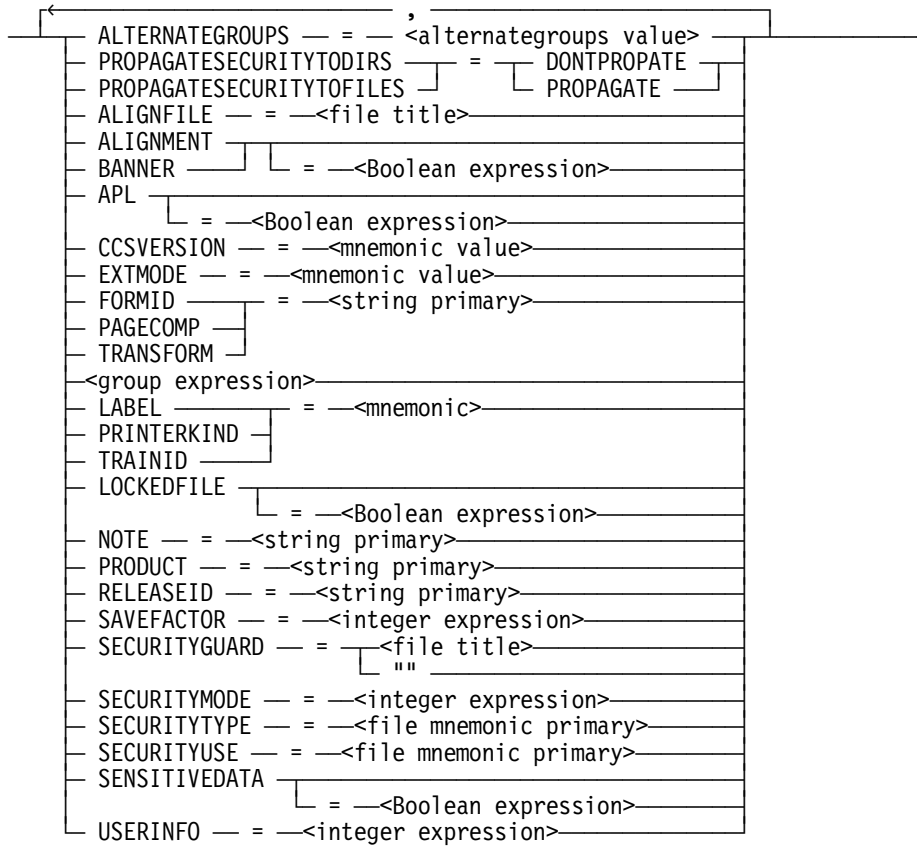 ,
ALTERNATEGROUPS = <alternategroups value>
PROPAGATESECURITYTODIRS = DONTPROPATE
PROPAGATESECURITYTOFILES PROPAGATE
ALIGNFILE = <file title>
ALIGNMENT
BANNER = <Boolean expression>
APL
= <Boolean expression>
CCSVERSION = <mnemonic value>
EXTMODE = <mnemonic value>
FORMID = <string primary>
PAGECOMP
TRANSFORM
<group expression>
LABEL = <mnemonic>
PRINTERKIND
TRAINID
LOCKEDFILE
= <Boolean expression>
NOTE = <string primary>
PRODUCT = <string primary>
RELEASEID = <string primary>
SAVEFACTOR = <integer expression>
SECURITYGUARD = <file title>
""
SECURITYMODE = <integer expression>
SECURITYTYPE = <file mnemonic primary>
SECURITYUSE = <file mnemonic primary>
SENSITIVEDATA
= <Boolean expression>
USERINFO = <integer expression>